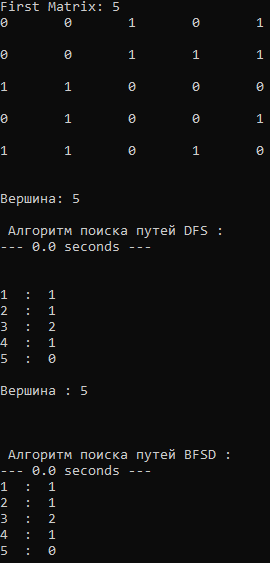 First Matrix: 5
0 0 1 0 1
0 0 1 1 1
1 1 0 0 0
0 1 0 0 1
1 1 0 1 0
Вершина: 5
Алгоритм поиска путей DFS :
--- 0.0 seconds ---
1 : 1
2 : 1
3 : 2
4 : 1
5 : 0
Вершина : 5
Алгоритм поиска путей BFSD :
--- 0.0 seconds ---
1 : 1
2 : 1
3 : 2
4 : 1
5 : 0